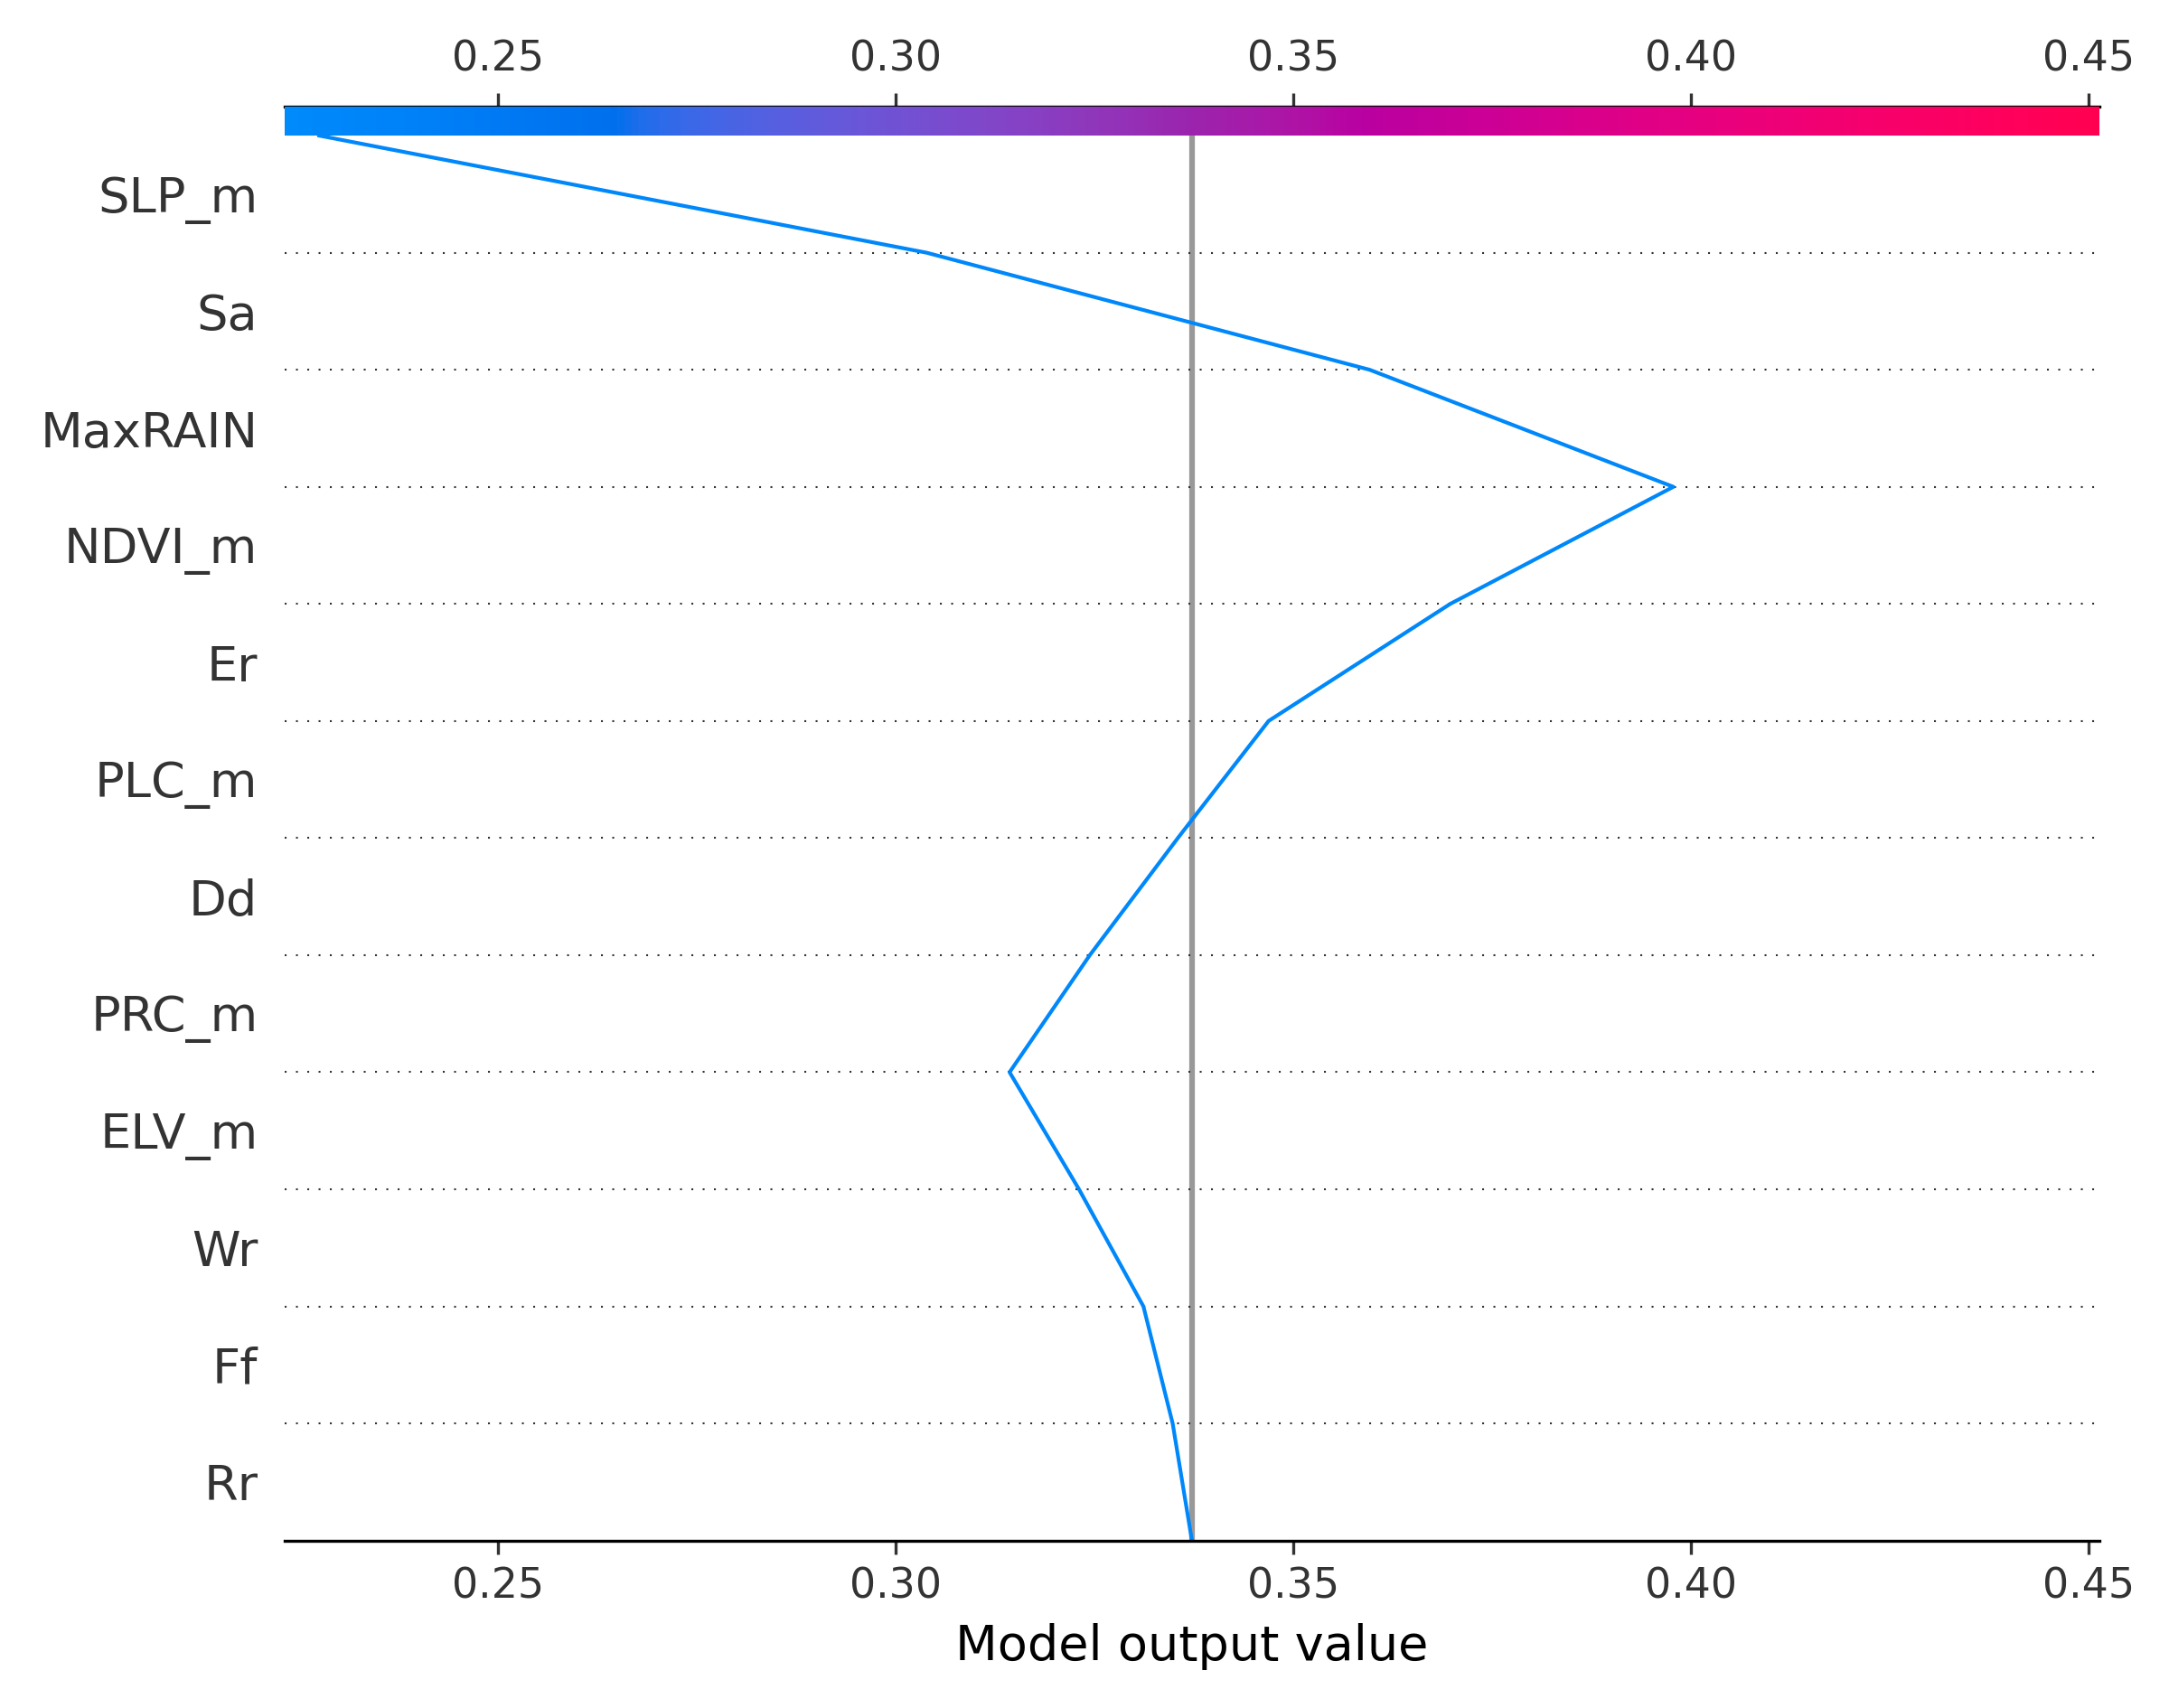 0.25 0.30 0.35 0.40 0.45
SLP_m
Sa
MaxRAIN
NDVI_m
Er
PLC_m
Dd
PRC_m
ELV_m
Wr
Ff
Rr
0.25 0.30 0.35 0.40 0.45
Model output value